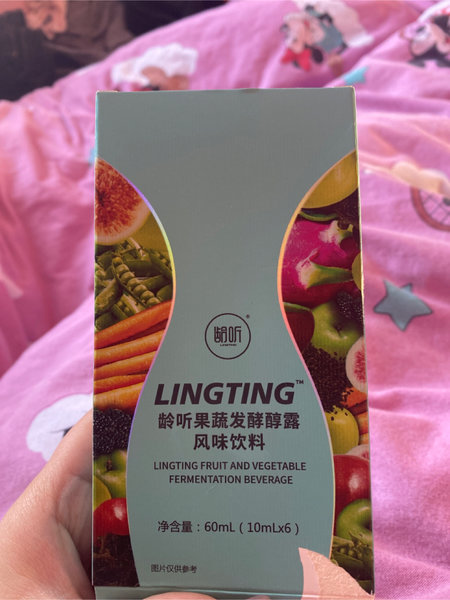 龄听®
LINGTING
LINGTING™
龄听果蔬发酵醇露
风味饮料
LINGTING FRUIT AND VEGETABLE
FERMENTATION BEVERAGE
净含量：60mL（10mLx6）
图片仅供参考